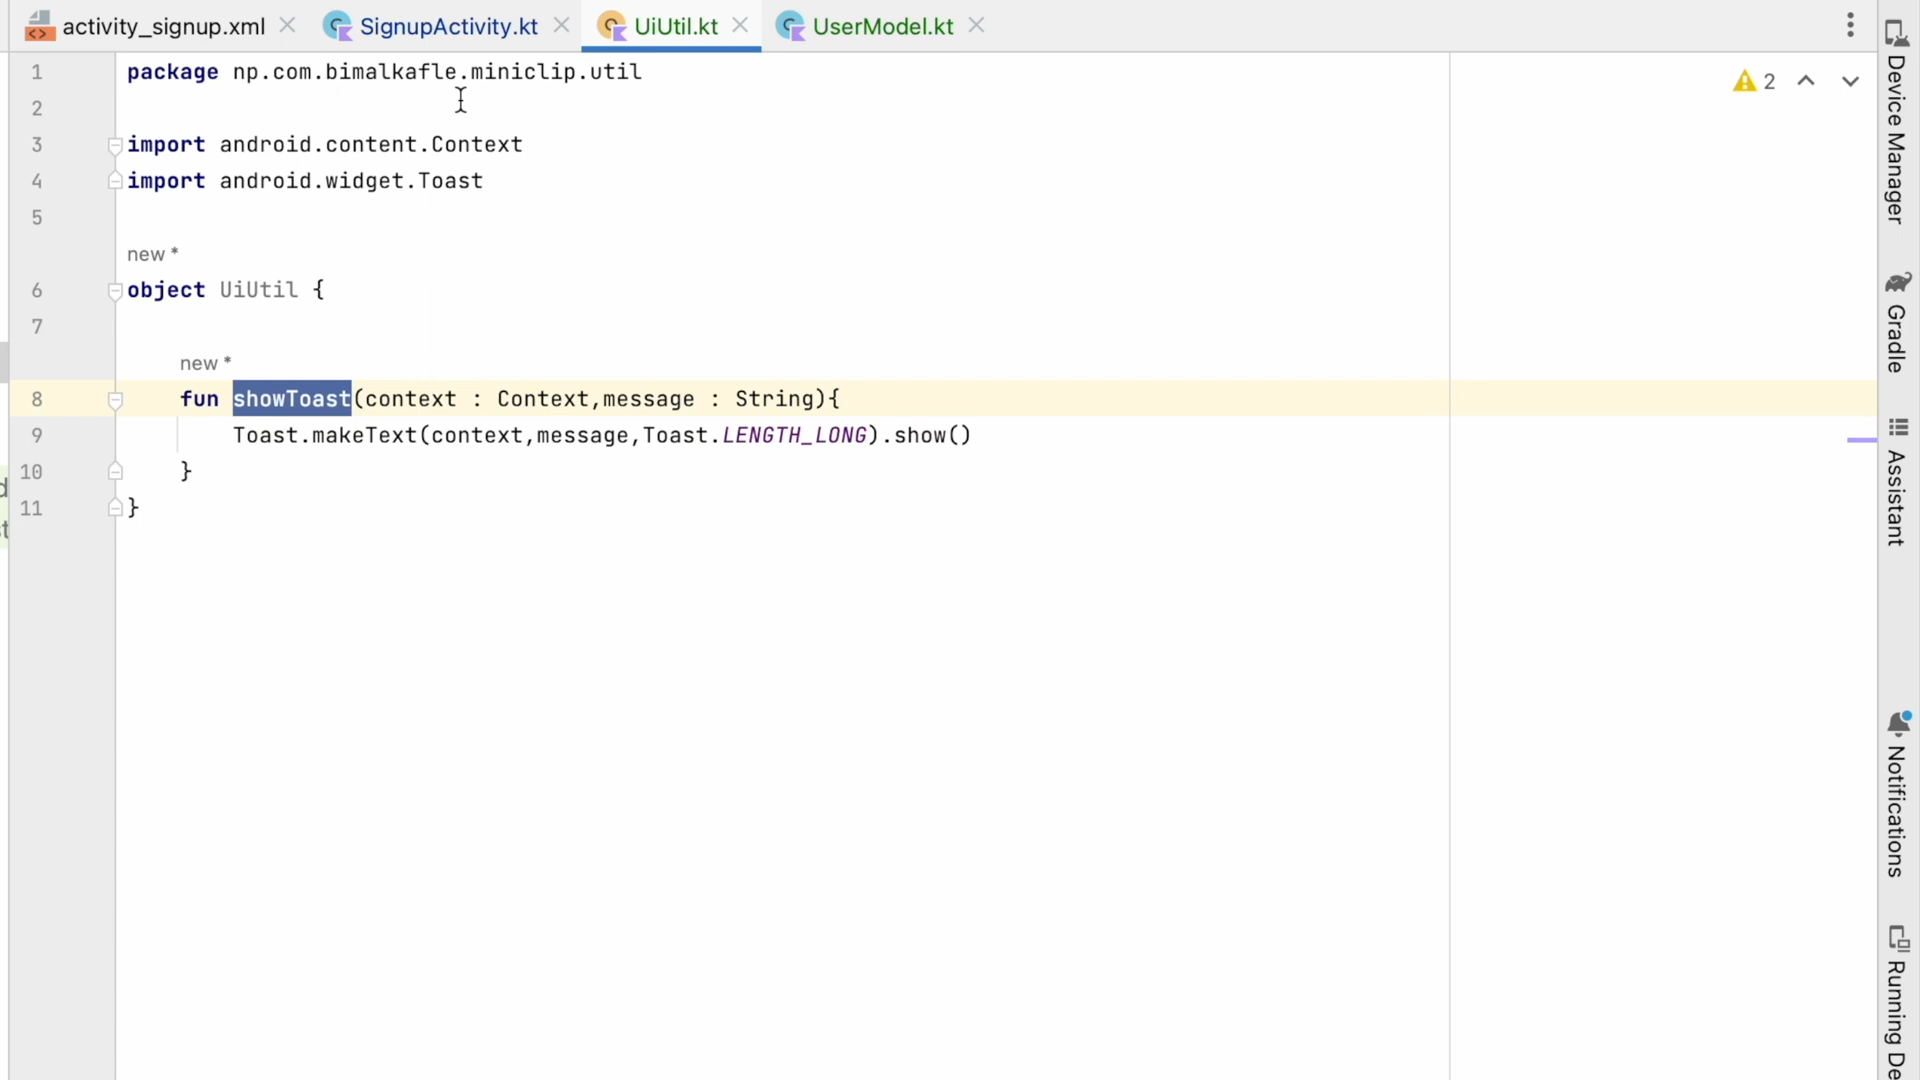 activity_signup.xml SignupActivity.kt UiUtil.kt UserModel.kt
1 package np.com.bimalkafle.miniclip.util
2
3 import android.content.Context
4 import android.widget.Toast
5
new *
6 object UiUtil {
7
new *
8 fun showToast(context : Context,message : String){
9 Toast.makeText(context,message,Toast.LENGTH_LONG).show()
10 }
11 }
2
Device Manager
Gradle
Assistant
Notifications
Running De